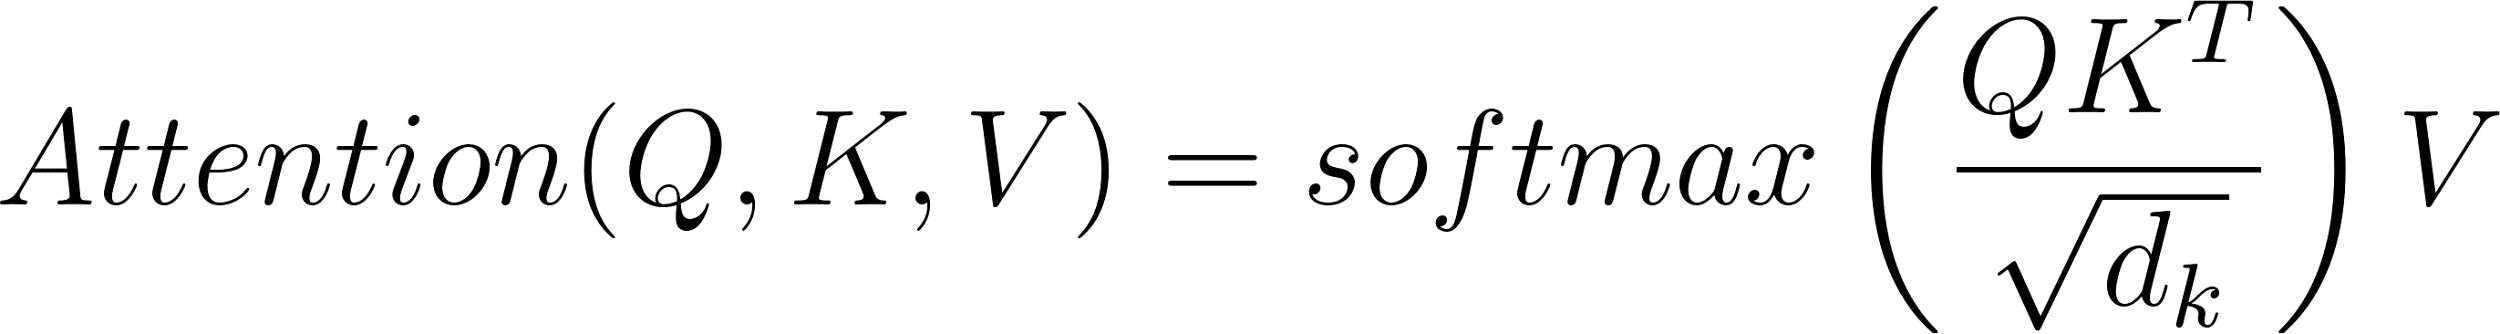 Attention(Q, K, V) = softmax(QK^T / √d_k) V